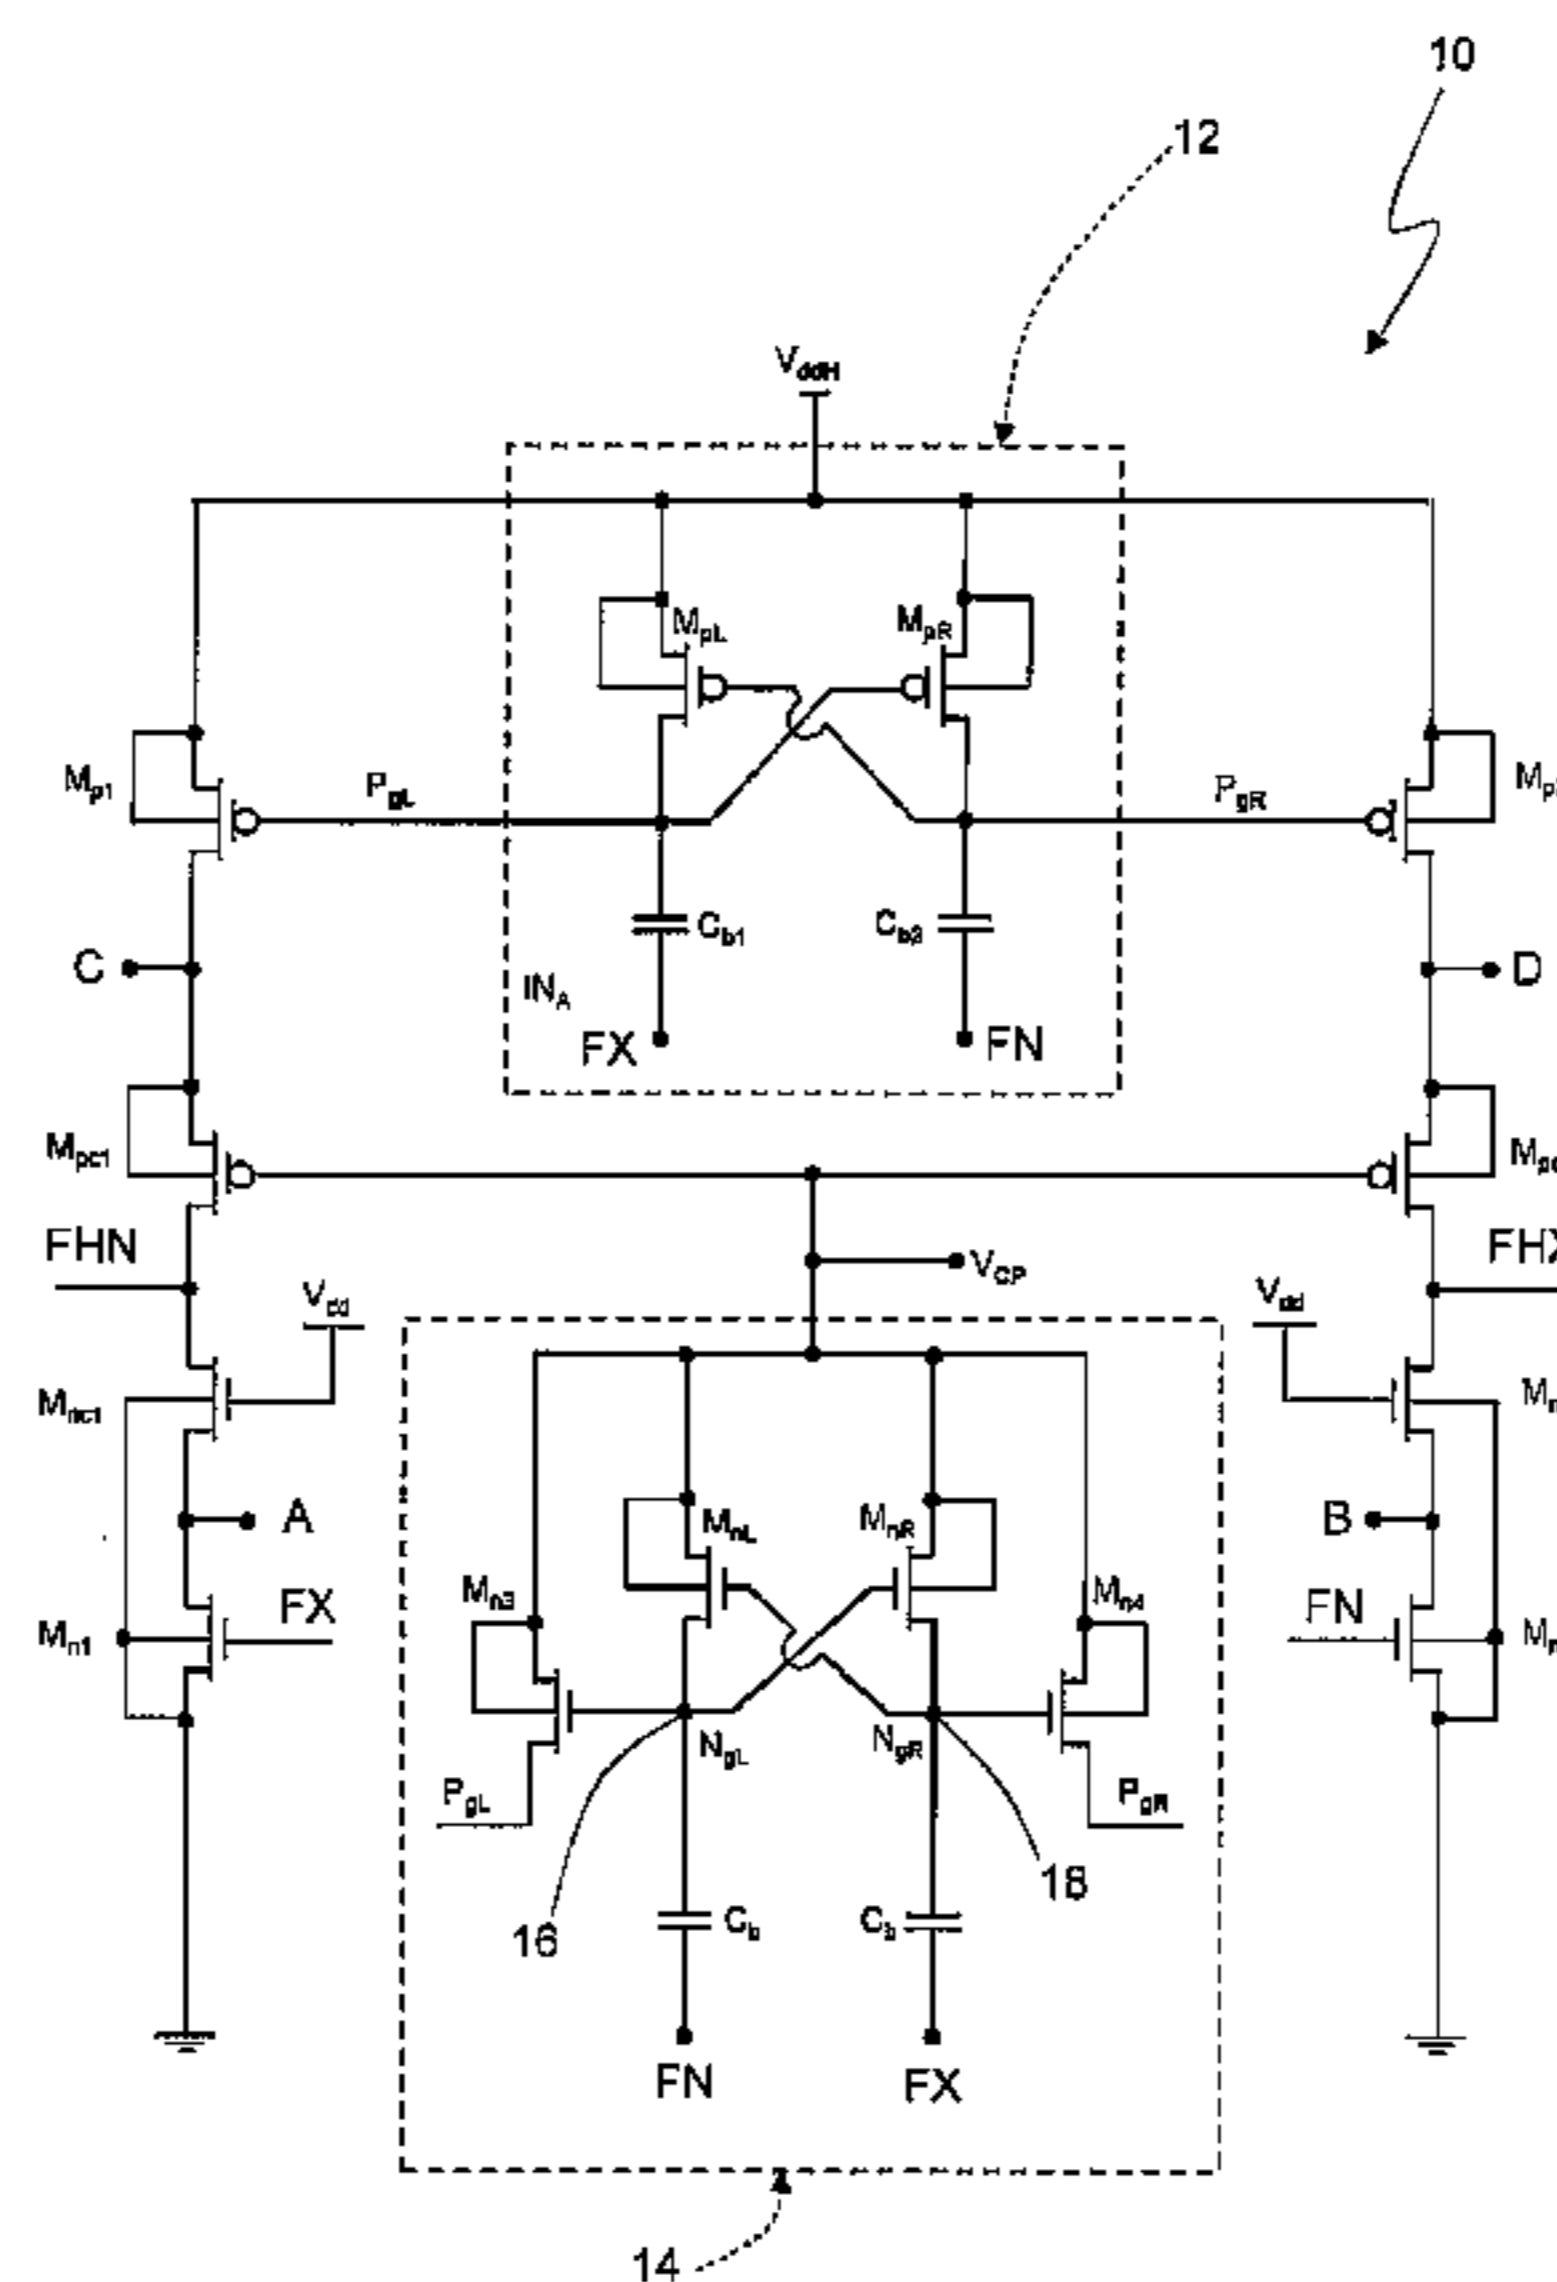 10
12
VddH
MpL
MpR
Mp1
PgL
PgR
Cb1
Cb2
C
D
INA
FX
FN
Mpc1
FHN
VCP
Vdd
Vdd
Mnc1
A
B
MnL
MnR
Mn3
Mn4
FX
FN
Mn1
NgL
NgR
PgL
PgR
16
18
Cb
Cb
FN
FX
14